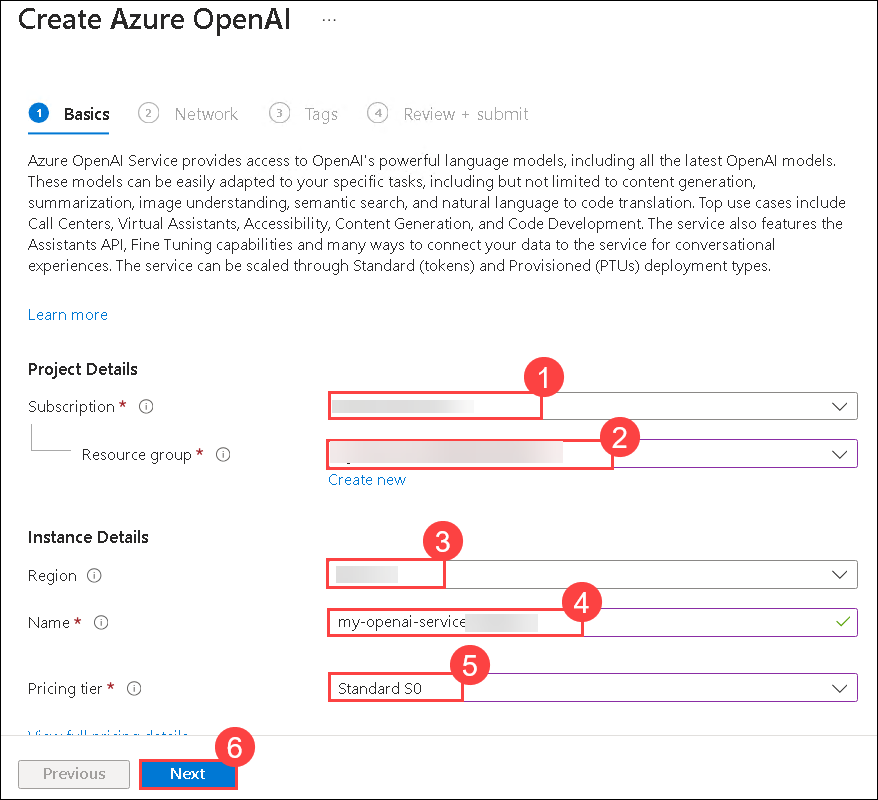 Create Azure OpenAI ...
1 Basics 2 Network 3 Tags 4 Review + submit
Azure OpenAI Service provides access to OpenAI's powerful language models, including all the latest OpenAI models.
These models can be easily adapted to your specific tasks, including but not limited to content generation,
summarization, image understanding, semantic search, and natural language to code translation. Top use cases include
Call Centers, Virtual Assistants, Accessibility, Content Generation, and Code Development. The service also features the
Assistants API, Fine Tuning capabilities and many ways to connect your data to the service for conversational
experiences. The service can be scaled through Standard (tokens) and Provisioned (PTUs) deployment types.
Learn more
Project Details
1
Subscription *
2
Resource group *
Create new
Instance Details
3
Region
4
Name * my-openai-service
5
Pricing tier * Standard S0
View full pricing details
6
Previous Next